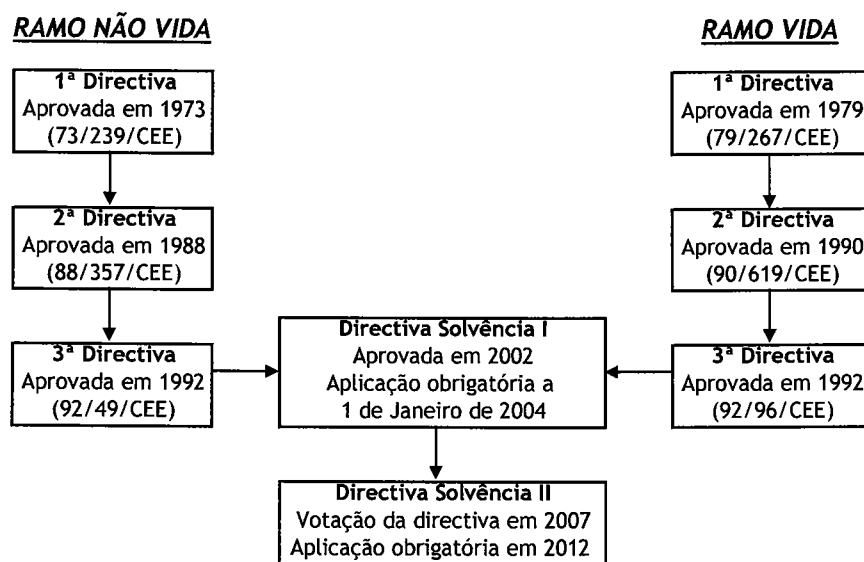 RAMO NÃO VIDA
1ª Directiva
Aprovada em 1973
(73/239/CEE)
2ª Directiva
Aprovada em 1988
(88/357/CEE)
3ª Directiva
Aprovada em 1992
(92/49/CEE)
RAMO VIDA
1ª Directiva
Aprovada em 1979
(79/267/CEE)
2ª Directiva
Aprovada em 1990
(90/619/CEE)
3ª Directiva
Aprovada em 1992
(92/96/CEE)
Directiva Solvência I
Aprovada em 2002
Aplicação obrigatória a
1 de Janeiro de 2004
Directiva Solvência II
Votação da directiva em 2007
Aplicação obrigatória em 2012